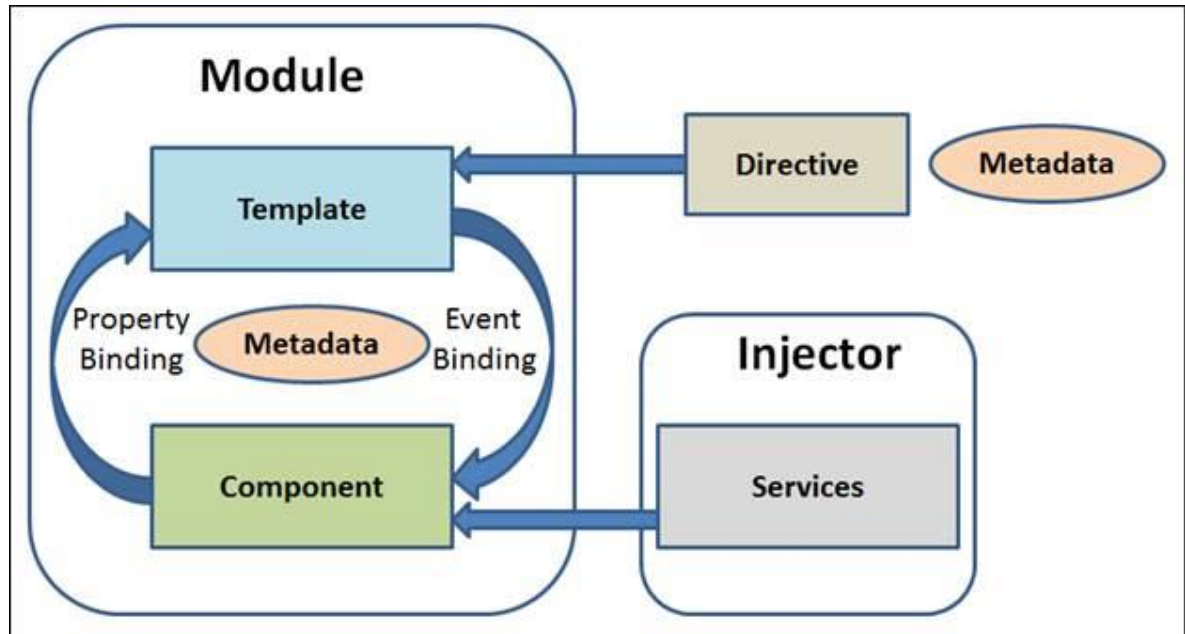 Module
Template
Directive
Metadata
Property
Binding
Metadata
Event
Binding
Component
Injector
Services